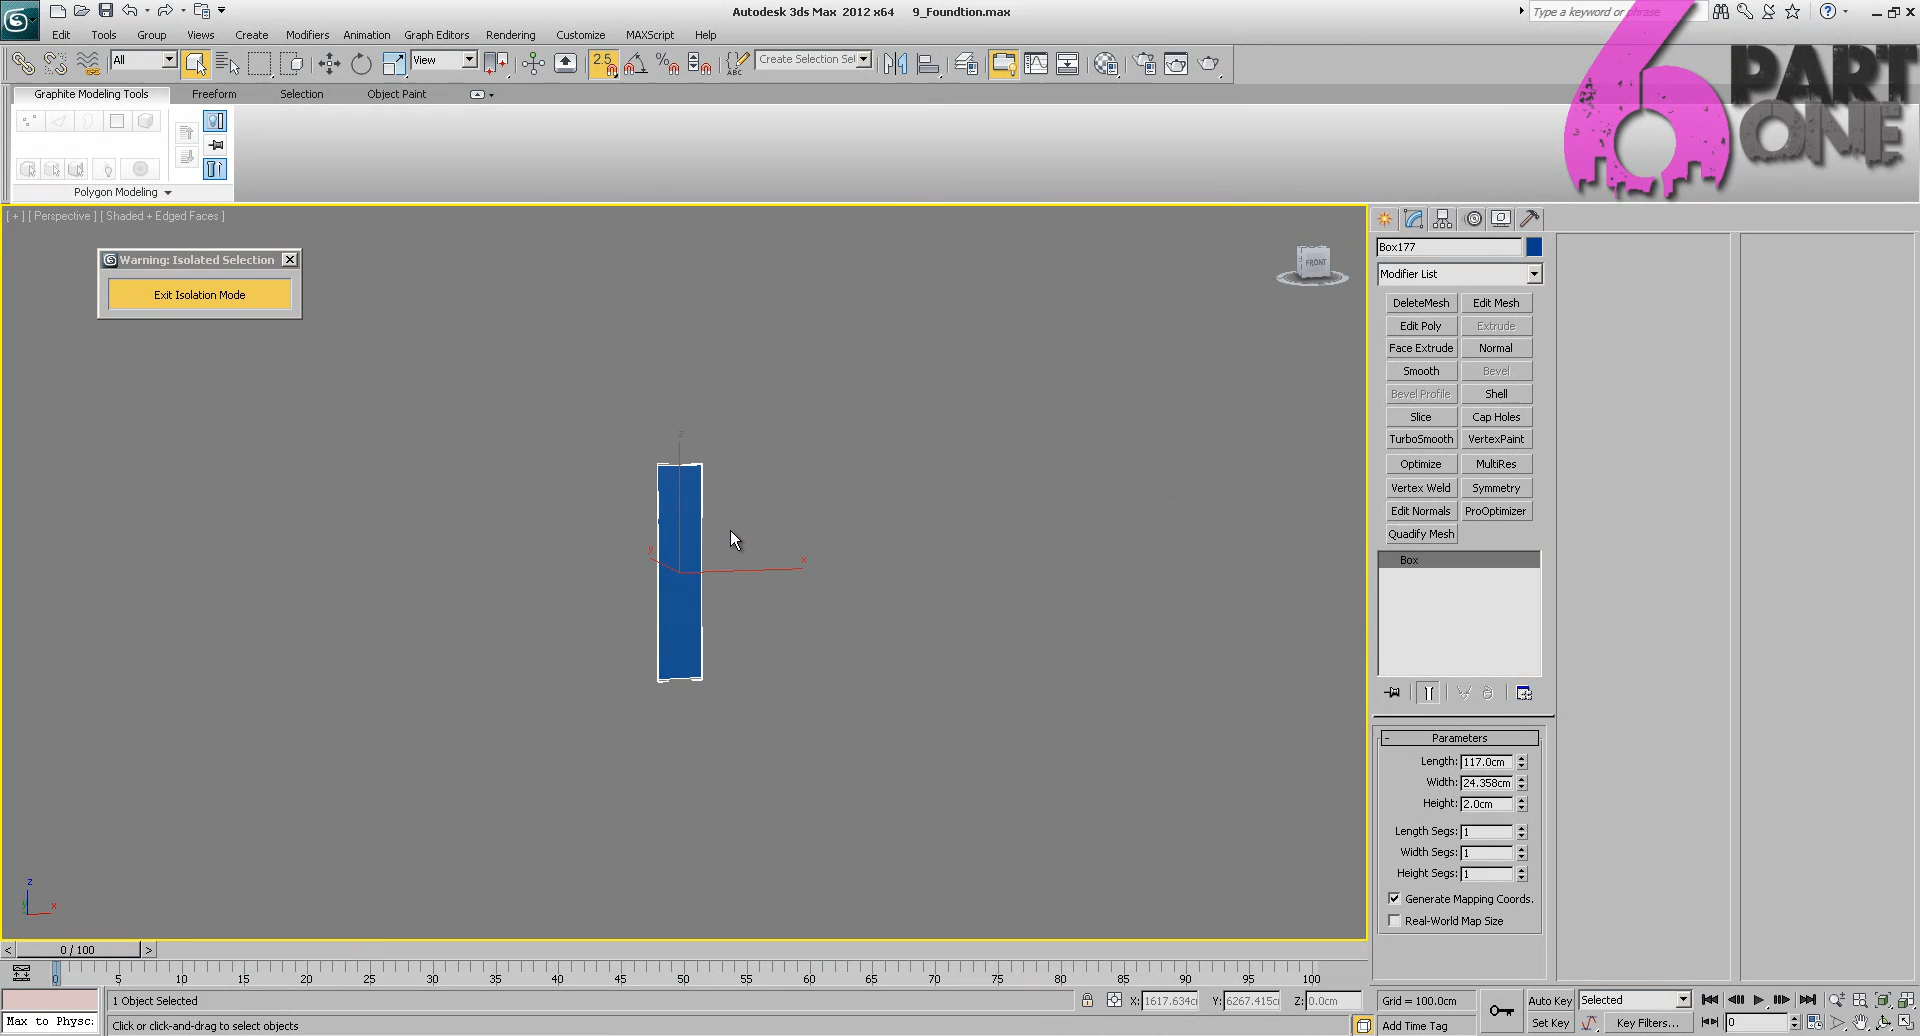 Autodesk 3ds Max 2012 x64 9_Foundtion.max
Type a keyword or phrase
Edit Tools Group Views Create Modifiers Animation Graph Editors Rendering Customize MAXScript Help
All View 2.5 ABC Create Selection Sel
6 PART ONE
Graphite Modeling Tools Freeform Selection Object Paint
Polygon Modeling
[ + ] [ Perspective ] [ Shaded + Edged Faces ]
Warning: Isolated Selection
Exit Isolation Mode
FRONT
Box177
Modifier List
DeleteMesh Edit Mesh
Edit Poly Extrude
Face Extrude Normal
Smooth Bevel
Bevel Profile Shell
Slice Cap Holes
TurboSmooth VertexPaint
Optimize MultiRes
Vertex Weld Symmetry
Edit Normals ProOptimizer
Quadify Mesh
Box
z
y
x
- Parameters
Length: 117.0cm
Width: 24.358cm
Height: 2.0cm
Length Segs: 1
Width Segs: 1
Height Segs: 1
Generate Mapping Coords.
Real-World Map Size
z
y x
< 0 / 100 >
0 5 10 15 20 25 30 35 40 45 50 55 60 65 70 75 80 85 90 95 100
1 Object Selected X: 1617.634c Y: 6267.415c Z: 0.0cm Grid = 100.0cm Auto Key Selected
Max to Physc: Click or click-and-drag to select objects Add Time Tag Set Key Key Filters... 0